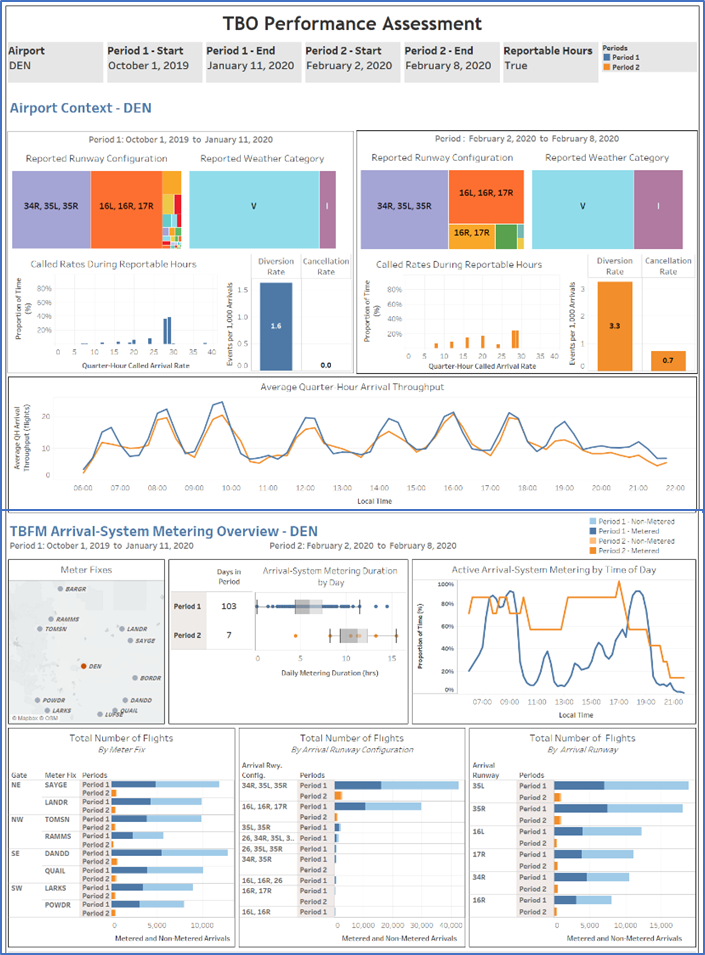 TBO Performance Assessment
Airport Period 1 - Start Period 1 - End Period 2 - Start Period 2 - End Reportable Hours Periods
DEN October 1, 2019 January 11, 2020 February 2, 2020 February 8, 2020 True Period 1
Period 2
Airport Context - DEN
Period 1: October 1, 2019 to January 11, 2020
Reported Runway Configuration Reported Weather Category
34R, 35L, 35R 16L, 16R, 17R V I
Called Rates During Reportable Hours Diversion Rate Cancellation Rate
Proportion of Time (%)
80%
60%
40%
20%
0 5 10 15 20 25 30 35 40
Quarter-Hour Called Arrival Rate
Events per 1,000 Arrivals
1.5
1.0
0.5
0.0
1.6 0.0
Period : February 2, 2020 to February 8, 2020
Reported Runway Configuration Reported Weather Category
34R, 35L, 35R 16L, 16R, 17R V I
16R, 17R
Called Rates During Reportable Hours Diversion Rate Cancellation Rate
Proportion of Time (%)
80%
60%
40%
20%
0 5 10 15 20 25 30 35 40
Quarter-Hour Called Arrival Rate
Events per 1,000 Arrivals
3
2
1
0
3.3 0.7
Average Quarter-Hour Arrival Throughput
Average QH Arrival Throughput (flights)
20
10
0
06:00 07:00 08:00 09:00 10:00 11:00 12:00 13:00 14:00 15:00 16:00 17:00 18:00 19:00 20:00 21:00 22:00
Local Time
TBFM Arrival-System Metering Overview - DEN
Period 1: October 1, 2019 to January 11, 2020 Period 2: February 2, 2020 to February 8, 2020
Period 1 - Non-Metered
Period 1 - Metered
Period 2 - Non-Metered
Period 2 - Metered
Meter Fixes
BARGR
RAMMS
TOMSN LANDR
SAYGE
DEN
BORDR
POWDR DANDO
LARKS QUAIL
LUFSE
© Mapbox © OSM
Days in Period
Arrival-System Metering Duration by Day
Period 1 103
Period 2 7
0 5 10 15
Daily Metering Duration (hrs)
Active Arrival-System Metering by Time of Day
Proportion of Time (%)
100%
80%
60%
40%
20%
0%
07:00 09:00 11:00 13:00 15:00 17:00 19:00 21:00
Local Time
Total Number of Flights
By Meter Fix
Gate Meter Fix Periods
NE SAYGE Period 1
Period 2
LANDR Period 1
Period 2
NW TOMSN Period 1
Period 2
RAMMS Period 1
Period 2
SE DANDD Period 1
Period 2
QUAIL Period 1
Period 2
SW LARKS Period 1
Period 2
POWDR Period 1
Period 2
0 5,000 10,000
Metered and Non-Metered Arrivals
Total Number of Flights
By Arrival Runway Configuration
Arrival Rwy. Config. Periods
34R, 35L, 35R Period 1
Period 2
16L, 16R, 17R Period 1
Period 2
35L, 35R Period 1
26, 34R, 35L, 3.. Period 1
26, 35L, 35R Period 1
34R, 35R Period 1
Period 2
16L, 16R, 26 Period 1
16R, 17R Period 1
Period 2
16L, 16R Period 1
0 10,000 20,000 30,000 40,000
Metered and Non-Metered Arrivals
Total Number of Flights
By Arrival Runway
Arrival Runway Periods
35L Period 1
Period 2
35R Period 1
Period 2
16L Period 1
Period 2
17R Period 1
Period 2
34R Period 1
Period 2
16R Period 1
Period 2
0 5,000 10,000 15,000
Metered and Non-Metered Arrivals